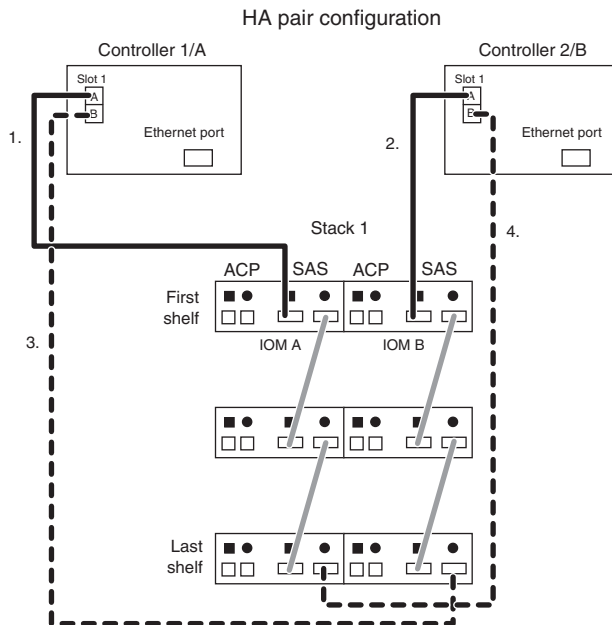 HA pair configuration
Controller 1/A
Controller 2/B
Slot 1
A
B
Ethernet port
Slot 1
A
B
Ethernet port
1.
2.
3.
4.
Stack 1
ACP SAS ACP SAS
First
shelf
IOM A IOM B
Last
shelf